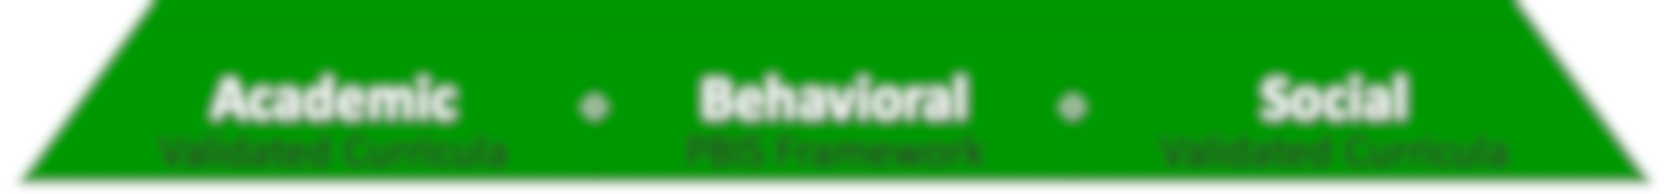 Academic Behavioral Social
Validated Curricula PBIS Framework Validated Curricula